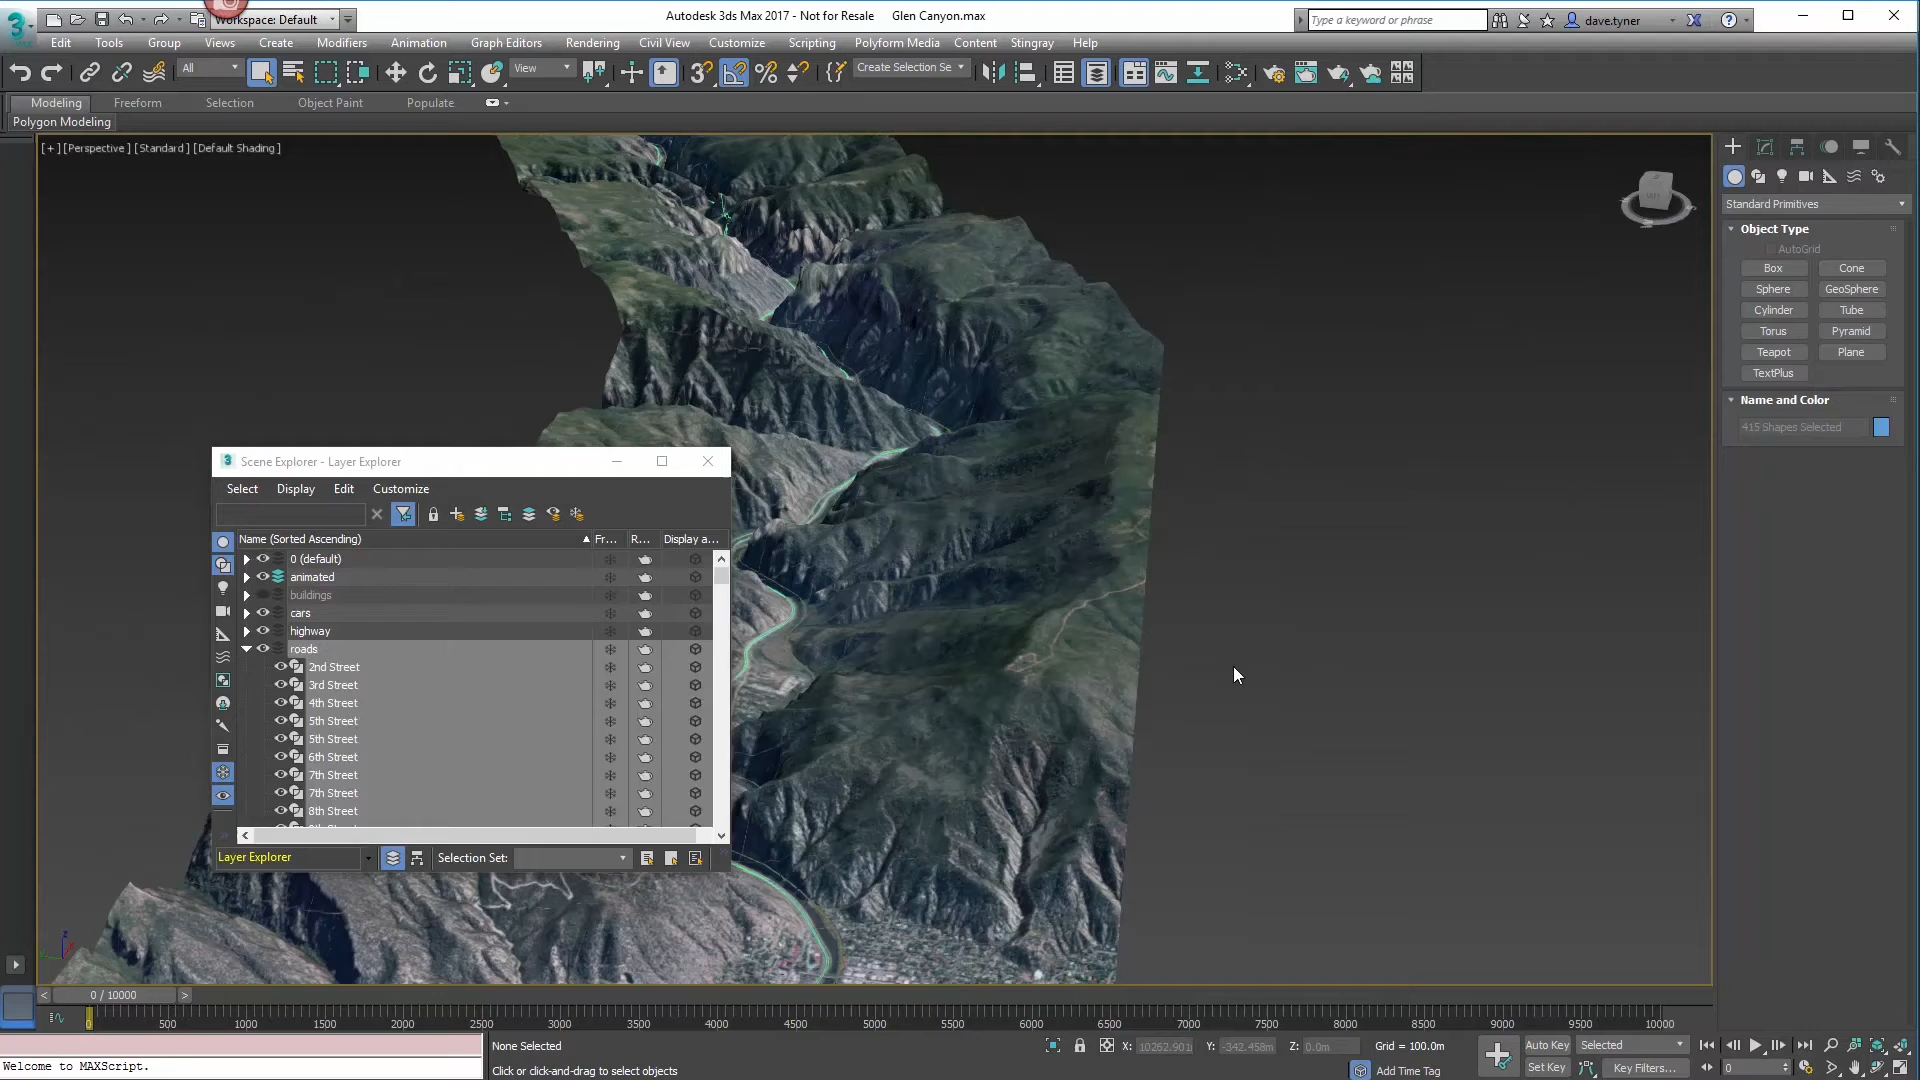 Workspace: Default
Autodesk 3ds Max 2017 - Not for Resale Glen Canyon.max
Type a keyword or phrase
dave.tyner
Edit Tools Group Views Create Modifiers Animation Graph Editors Rendering Civil View Customize Scripting Polyform Media Content Stingray Help
All
View
Create Selection Se
Modeling Freeform Selection Object Paint Populate
Polygon Modeling
[+] [Perspective] [Standard] [Default Shading]
Standard Primitives
Object Type
AutoGrid
Box Cone
Sphere GeoSphere
Cylinder Tube
Torus Pyramid
Teapot Plane
TextPlus
Name and Color
415 Shapes Selected
Scene Explorer - Layer Explorer
Select Display Edit Customize
Name (Sorted Ascending) Fr... R... Display a...
0 (default)
animated
buildings
cars
highway
roads
2nd Street
3rd Street
4th Street
5th Street
5th Street
6th Street
7th Street
7th Street
8th Street
Layer Explorer
Selection Set:
0 / 10000
0 500 1000 1500 2000 2500 3000 3500 4000 4500 5000 5500 6000 6500 7000 7500 8000 8500 9000 9500 10000
None Selected
X: 10262.901 Y: -342.458m Z: 0.0m
Grid = 100.0m
Auto Key Selected
Welcome to MAXScript.
Click or click-and-drag to select objects
Add Time Tag
Set Key Key Filters...
0